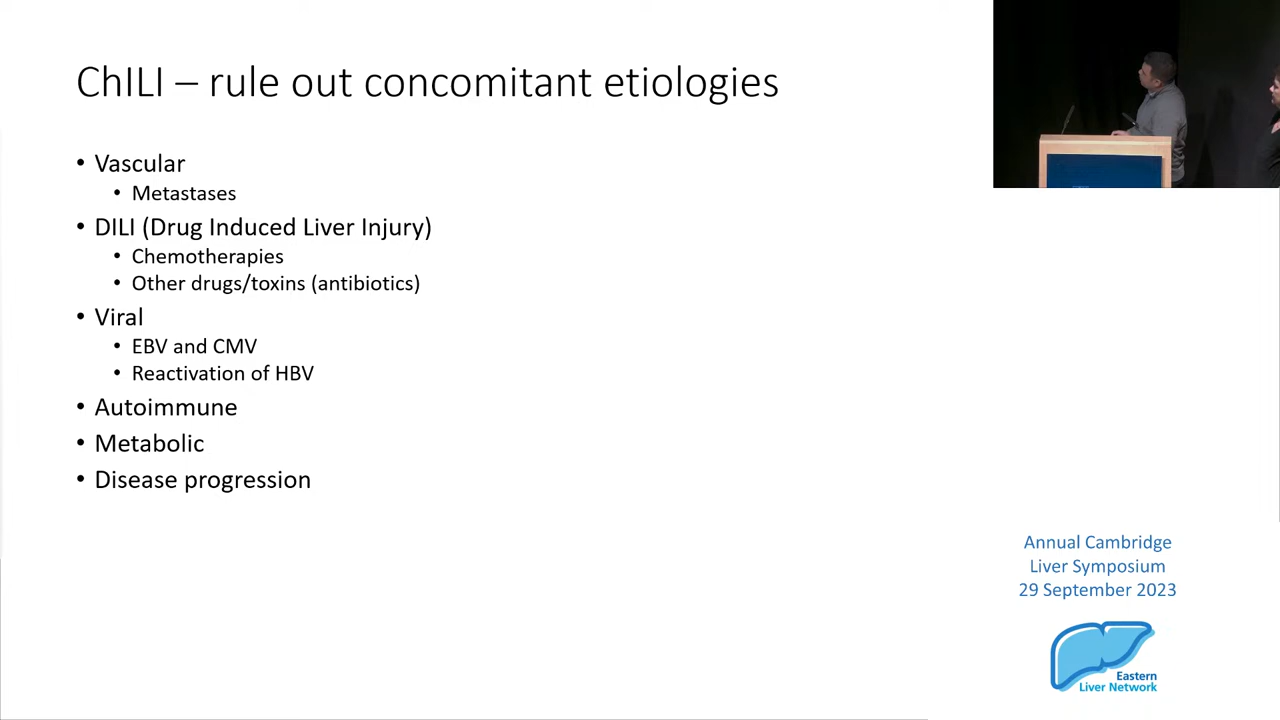 ChILI – rule out concomitant etiologies
• Vascular
• Metastases
• DILI (Drug Induced Liver Injury)
• Chemotherapies
• Other drugs/toxins (antibiotics)
• Viral
• EBV and CMV
• Reactivation of HBV
• Autoimmune
• Metabolic
• Disease progression
Annual Cambridge
Liver Symposium
29 September 2023
Eastern
Liver Network